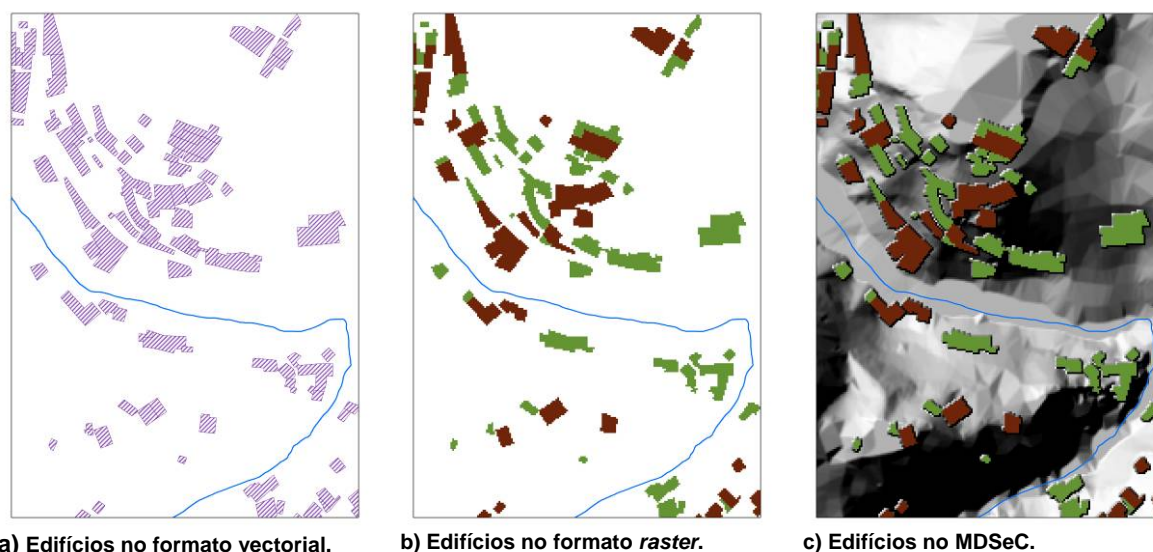 a) Edifícios no formato vectorial.
b) Edifícios no formato raster.
c) Edifícios no MDSeC.